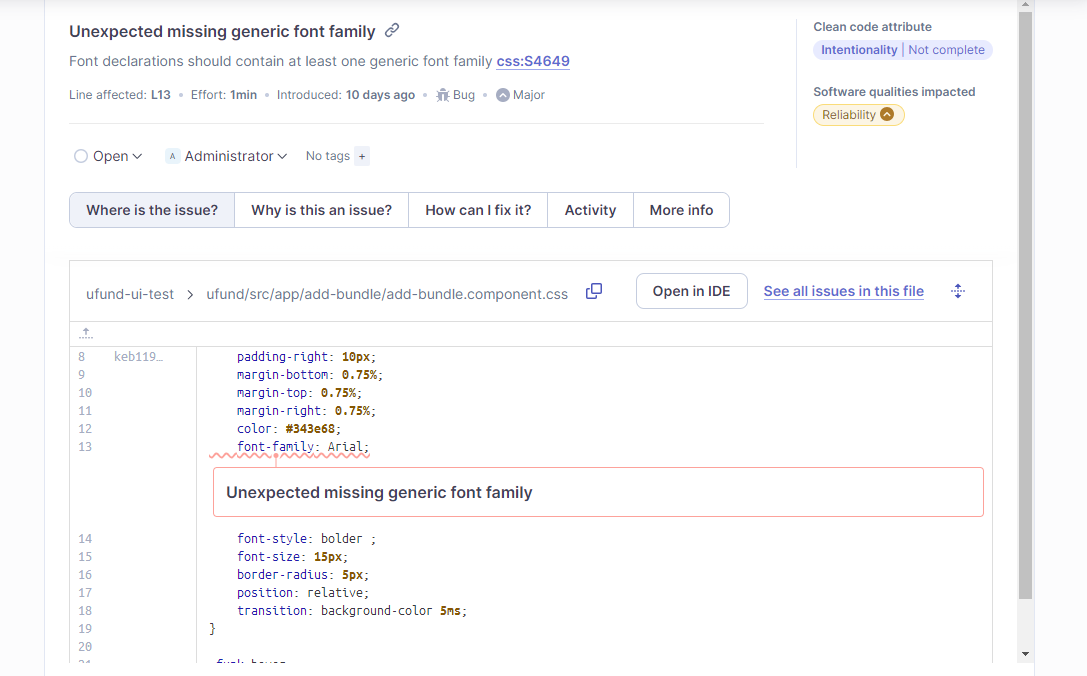 Unexpected missing generic font family
Clean code attribute
Intentionality | Not complete
Font declarations should contain at least one generic font family css:S4649
Software qualities impacted
Line affected: L13 • Effort: 1min • Introduced: 10 days ago • Bug • Major
Reliability
Open A Administrator No tags +
Where is the issue? Why is this an issue? How can I fix it? Activity More info
ufund-ui-test > ufund/src/app/add-bundle/add-bundle.component.css Open in IDE See all issues in this file
8 keb119… padding-right: 10px;
9 margin-bottom: 0.75%;
10 margin-top: 0.75%;
11 margin-right: 0.75%;
12 color: #343e68;
13 font-family: Arial;
Unexpected missing generic font family
14 font-style: bolder ;
15 font-size: 15px;
16 border-radius: 5px;
17 position: relative;
18 transition: background-color 5ms;
19 }
20